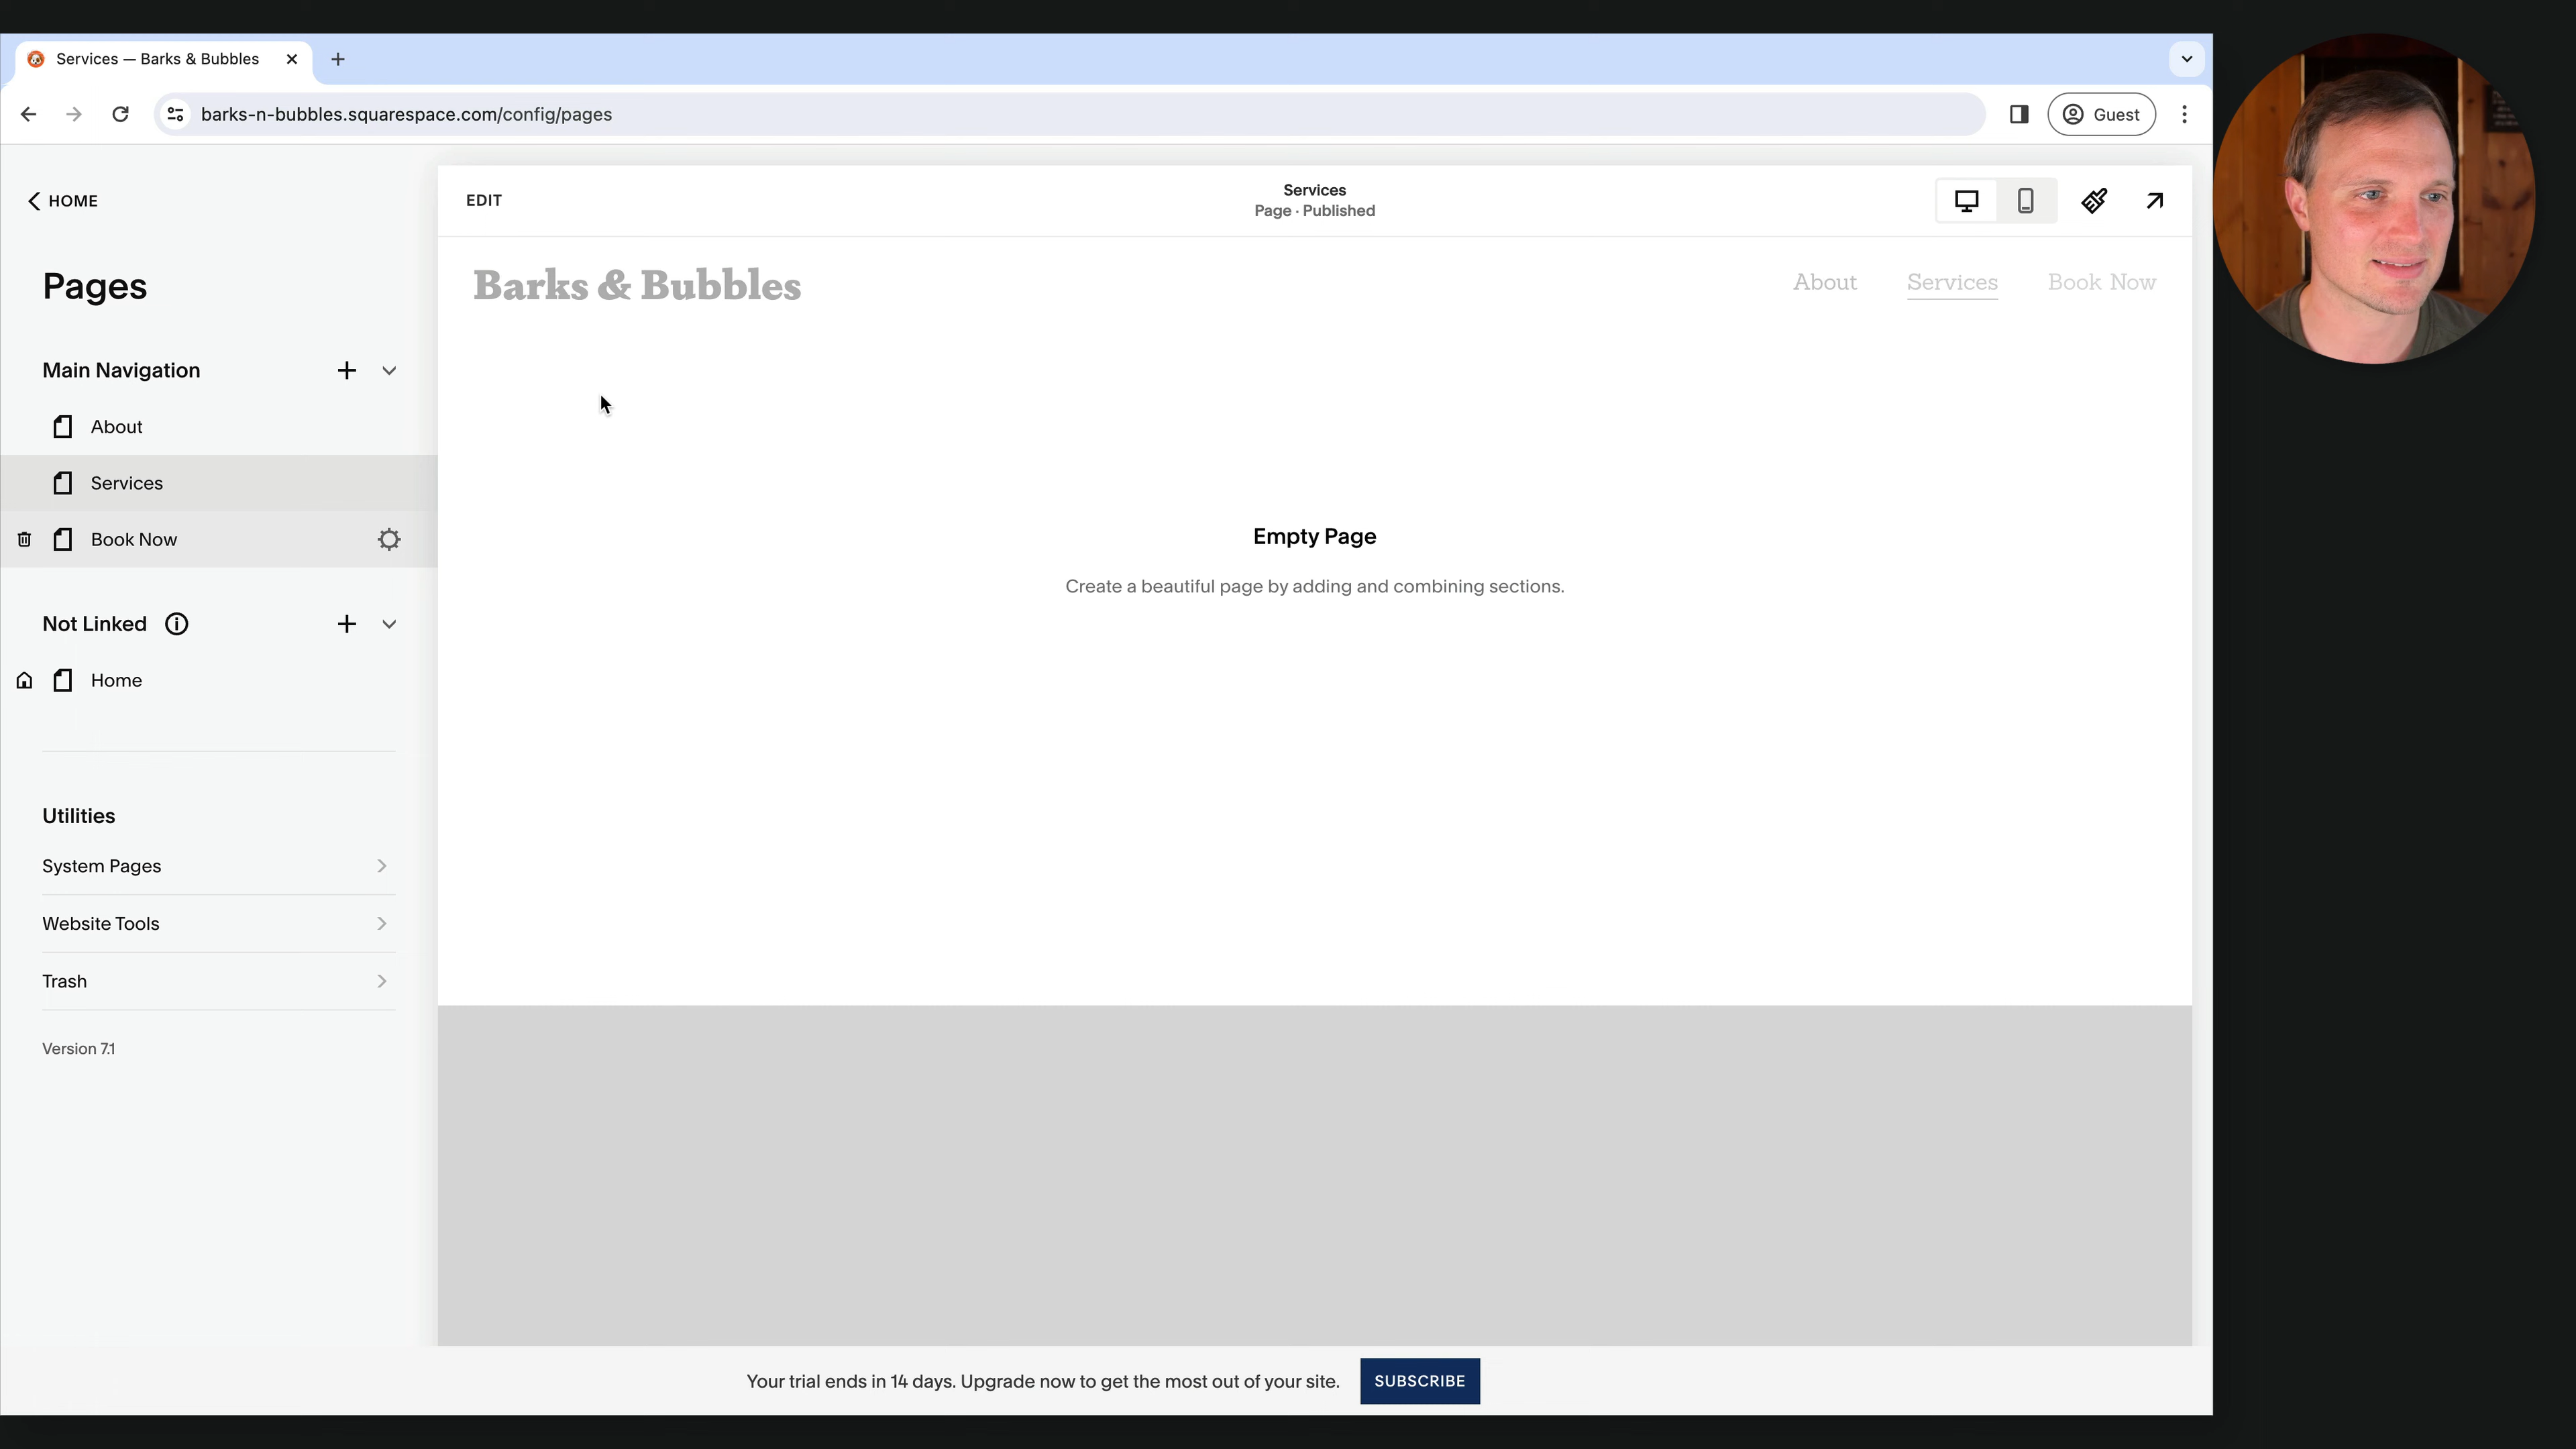 Services — Barks & Bubbles
barks-n-bubbles.squarespace.com/config/pages
Guest
HOME
EDIT
Services
Page · Published
Pages
Barks & Bubbles
About
Services
Book Now
Main Navigation
About
Services
Book Now
Empty Page
Create a beautiful page by adding and combining sections.
Not Linked
Home
Utilities
System Pages
Website Tools
Trash
Version 7.1
Your trial ends in 14 days. Upgrade now to get the most out of your site.
SUBSCRIBE